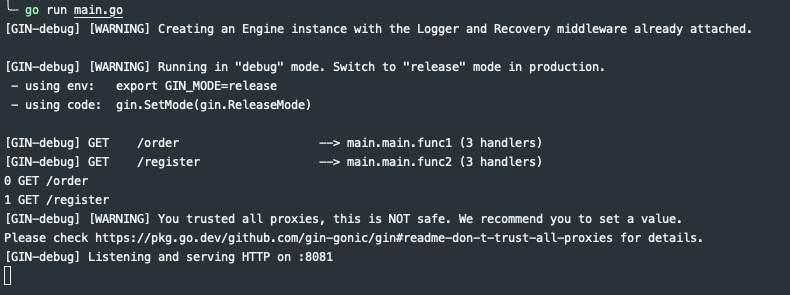 go run main.go
[GIN-debug] [WARNING] Creating an Engine instance with the Logger and Recovery middleware already attached.
[GIN-debug] [WARNING] Running in "debug" mode. Switch to "release" mode in production.
 - using env:   export GIN_MODE=release
 - using code:  gin.SetMode(gin.ReleaseMode)
[GIN-debug] GET    /order                    --> main.main.func1 (3 handlers)
[GIN-debug] GET    /register                 --> main.main.func2 (3 handlers)
0 GET /order
1 GET /register
[GIN-debug] [WARNING] You trusted all proxies, this is NOT safe. We recommend you to set a value.
Please check https://pkg.go.dev/github.com/gin-gonic/gin#readme-don-t-trust-all-proxies for details.
[GIN-debug] Listening and serving HTTP on :8081